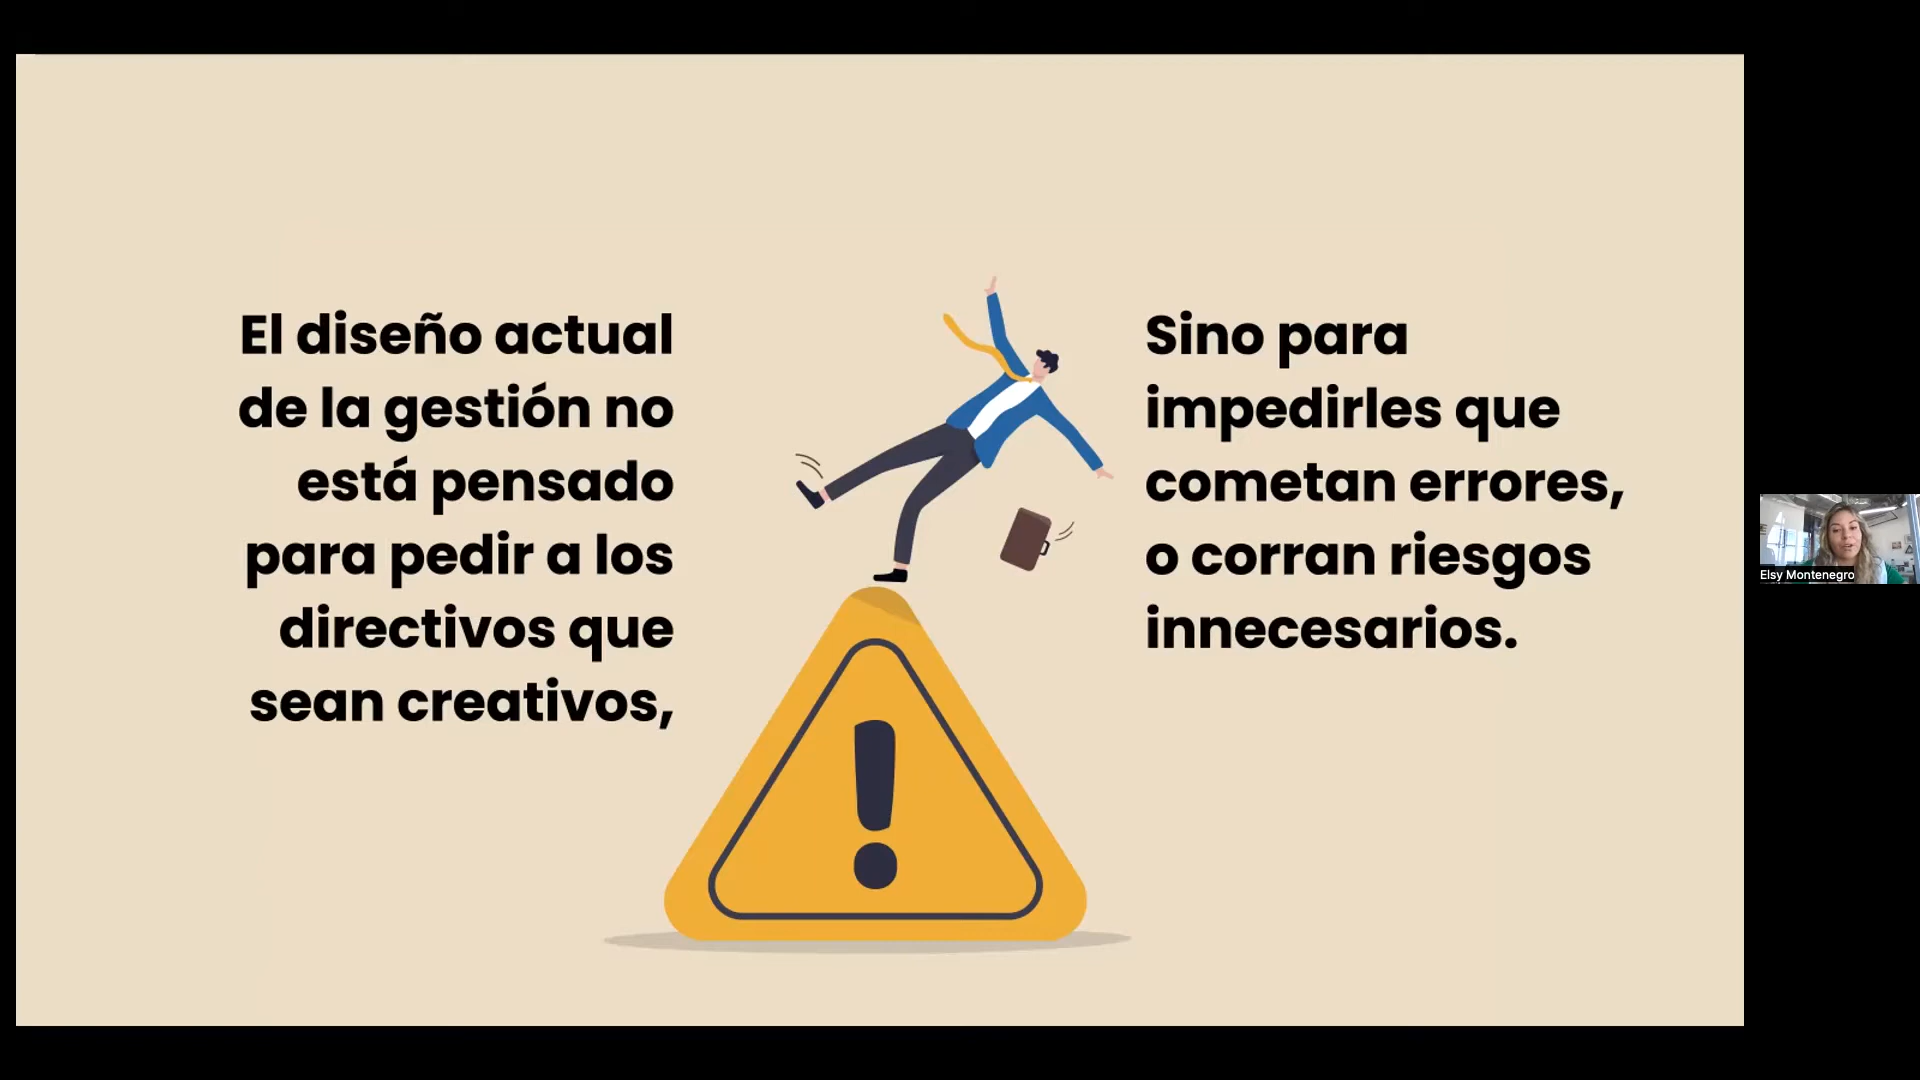 El diseño actual
de la gestión no
está pensado
para pedir a los
directivos que
sean creativos,
Sino para
impedirles que
cometan errores,
o corran riesgos
innecesarios.
!
Elsy Montenegro